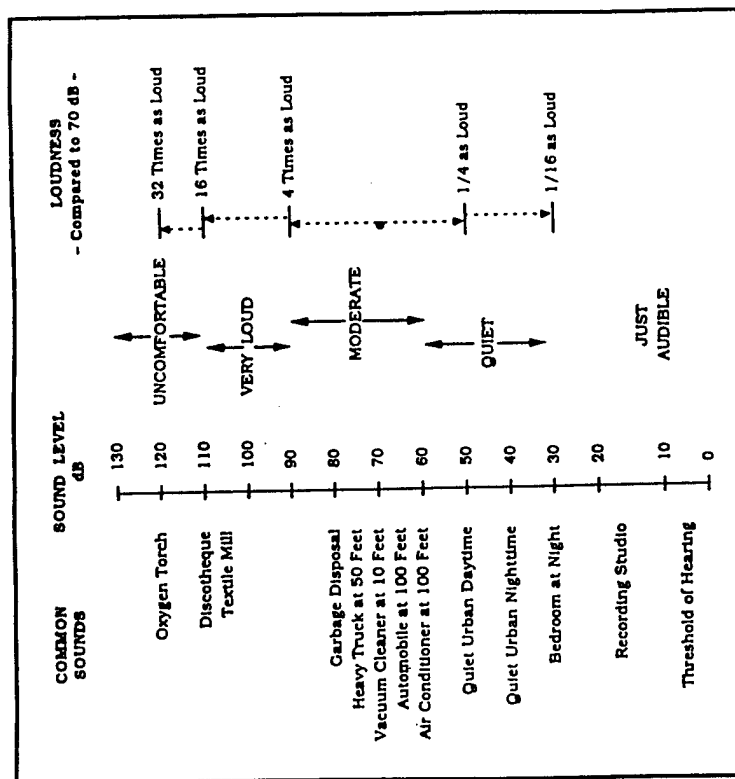 COMMON
SOUNDS
SOUND LEVEL
dB
LOUDNESS
- Compared to 70 dB -
130
Oxygen Torch
120
UNCOMFORTABLE
32 Times as Loud
Discotheque
110
16 Times as Loud
Textile Mill
100
VERY LOUD
90
4 Times as Loud
Garbage Disposal
80
Heavy Truck at 50 Feet
MODERATE
Vacuum Cleaner at 10 Feet
70
Automobile at 100 Feet
Air Conditioner at 100 Feet
60
Quiet Urban Daytime
50
QUIET
1/4 as Loud
Quiet Urban Nighttime
40
Bedroom at Night
30
1/16 as Loud
Recording Studio
20
JUST
AUDIBLE
10
Threshold of Hearing
0